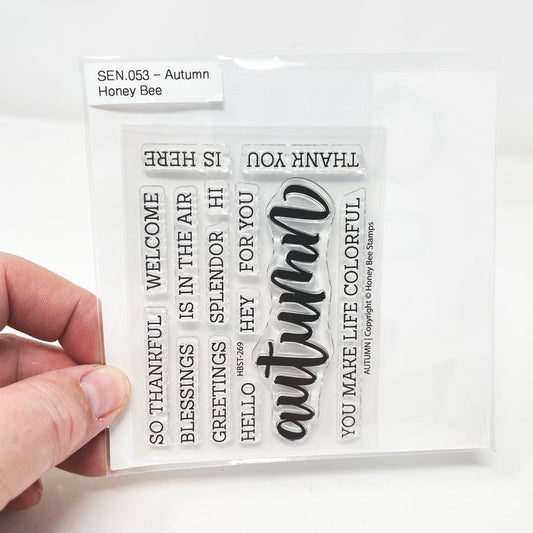 SEN.053 – Autumn
Honey Bee
IS HERE
THANK YOU
SO THANKFUL
WELCOME
BLESSINGS
IS IN THE AIR
GREETINGS
SPLENDOR
HI
HELLO
HEY
FOR YOU
HBST-269
autumn
YOU MAKE LIFE COLORFUL
AUTUMN | Copyright © Honey Bee Stamps